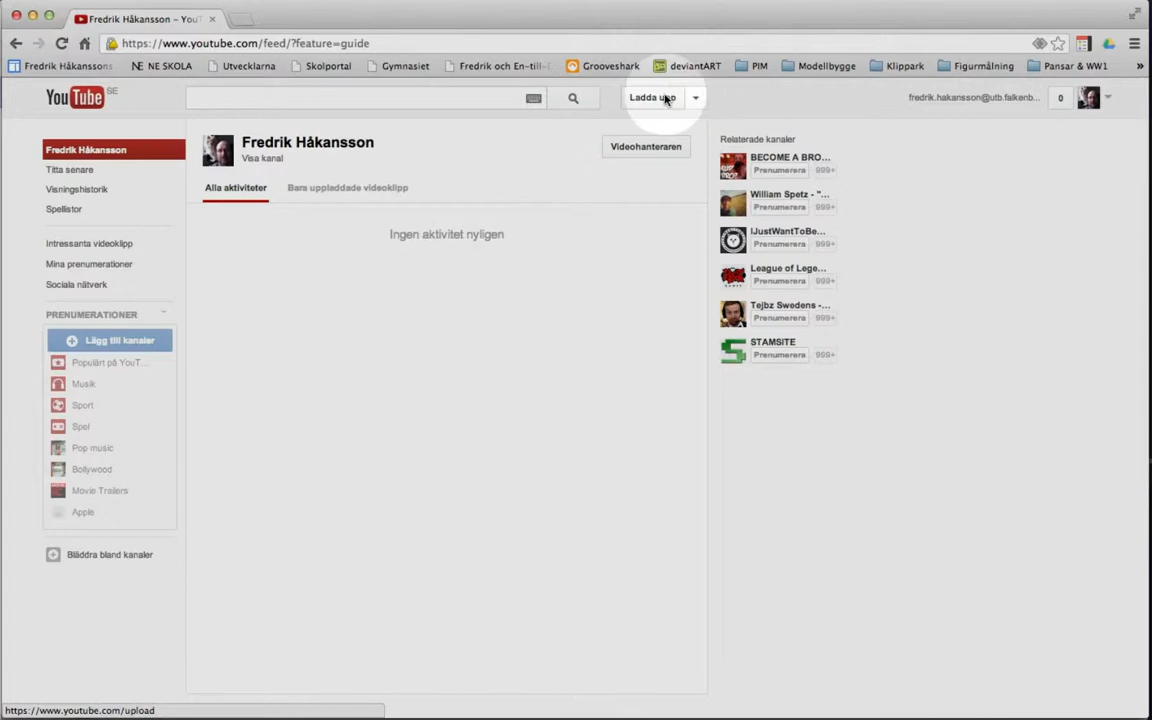 Fredrik Håkansson – YouT
https://www.youtube.com/feed/?feature=guide
Fredrik Håkanssons NE SKOLA Utvecklarna Skolportal Gymnasiet Fredrik och En-till- Grooveshark deviantART PIM Modellbygge Klippark Figurmålning Pansar & WW1 »
YouTube SE
Ladda upp
fredrik.hakansson@utb.falkenb... 0
Fredrik Håkansson
Titta senare
Visningshistorik
Spellistor
Intressanta videoklipp
Mina prenumerationer
Sociala nätverk
PRENUMERATIONER
Lägg till kanaler
Populärt på YouT...
Musik
Sport
Spel
Pop music
Bollywood
Movie Trailers
Apple
Bläddra bland kanaler
Fredrik Håkansson
Visa kanal
Videohanteraren
Alla aktiviteter Bara uppladdade videoklipp
Ingen aktivitet nyligen
Relaterade kanaler
BECOME A BRO...
Prenumerera 999+
William Spetz - "...
Prenumerera 999+
IJustWantToBe...
Prenumerera 999+
League of Lege...
Prenumerera 999+
Tejbz Swedens -...
Prenumerera 999+
STAMSITE
Prenumerera 999+
https://www.youtube.com/upload